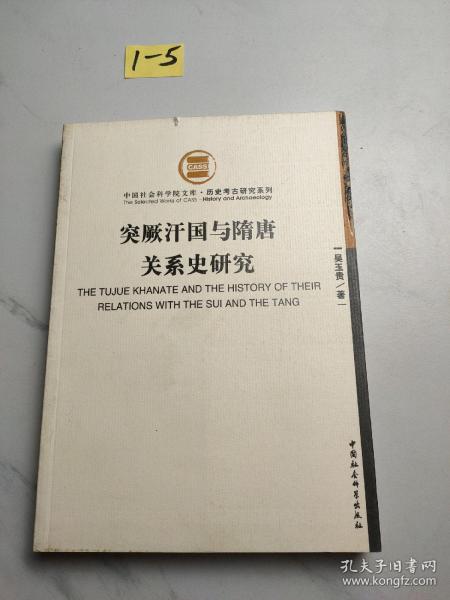 1-5
CASS
中国社会科学院文库·历史考古研究系列
The Selected Works of CASS · History and Archaeology
突厥汗国与隋唐
关系史研究
吴玉贵/著
THE TUJUE KHANATE AND THE HISTORY OF THEIR
RELATIONS WITH THE SUI AND THE TANG
中国社会科学出版社
孔夫子旧书网
www.kongfz.com